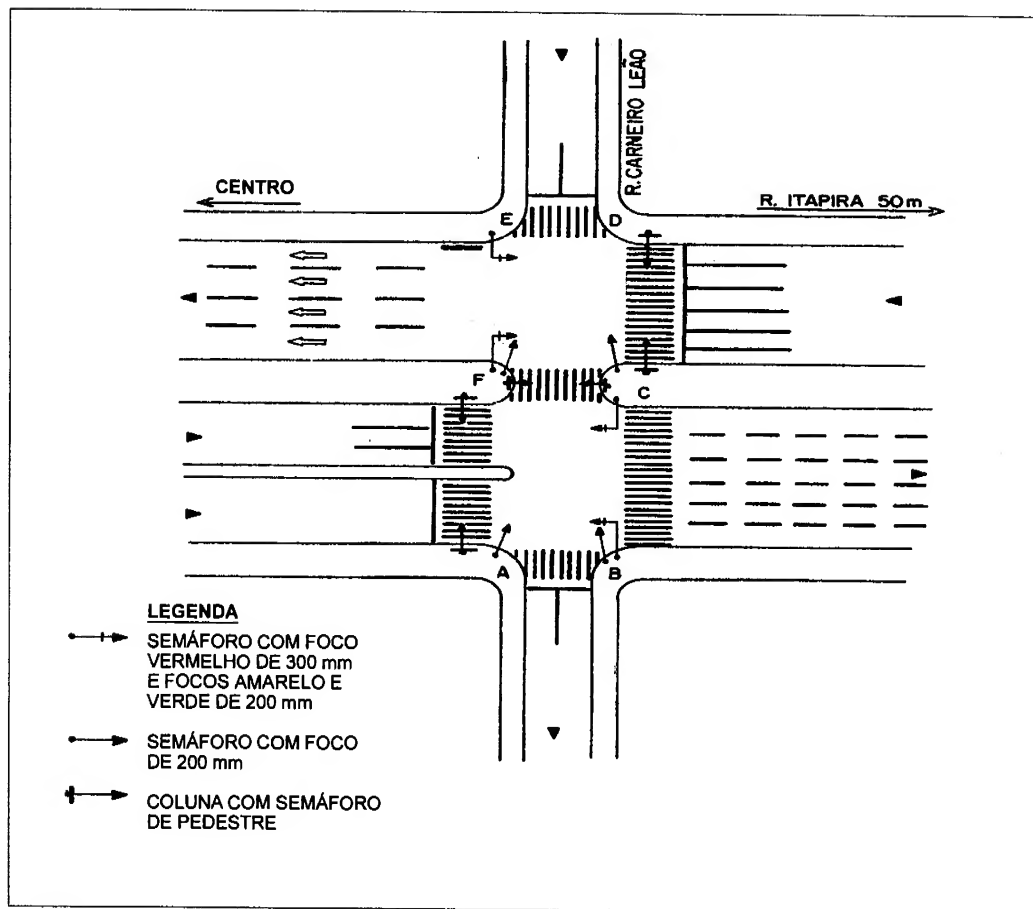 R. CARNEIRO LEÃO
CENTRO
R. ITAPIRA 50m
E
D
F
C
A
B
LEGENDA
SEMÁFORO COM FOCO
VERMELHO DE 300 mm
E FOCOS AMARELO E
VERDE DE 200 mm
SEMÁFORO COM FOCO
DE 200 mm
COLUNA COM SEMÁFORO
DE PEDESTRE